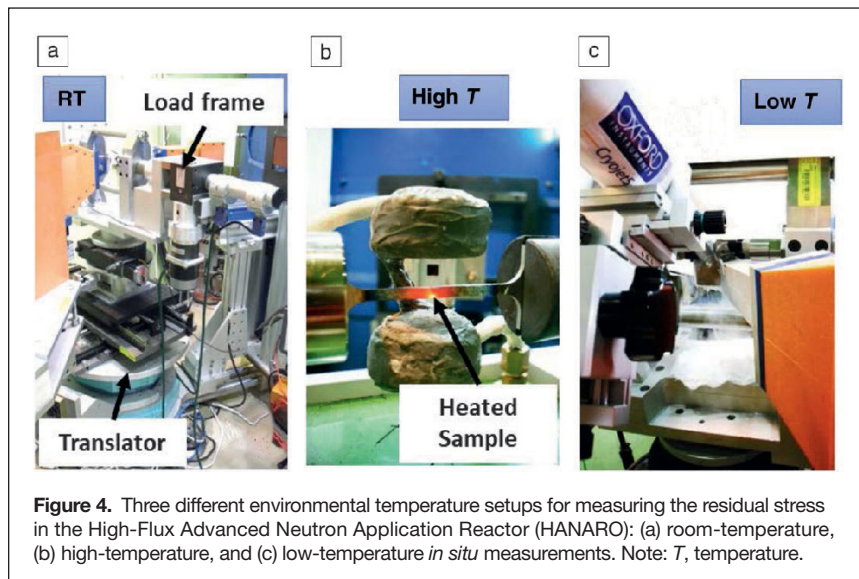 a
RT
Load frame
Translator
b
High T
Heated
Sample
c
Low T
OXFORD
INSTRUMENTS
Cryojet5
Figure 4. Three different environmental temperature setups for measuring the residual stress
in the High-Flux Advanced Neutron Application Reactor (HANARO): (a) room-temperature,
(b) high-temperature, and (c) low-temperature in situ measurements. Note: T, temperature.